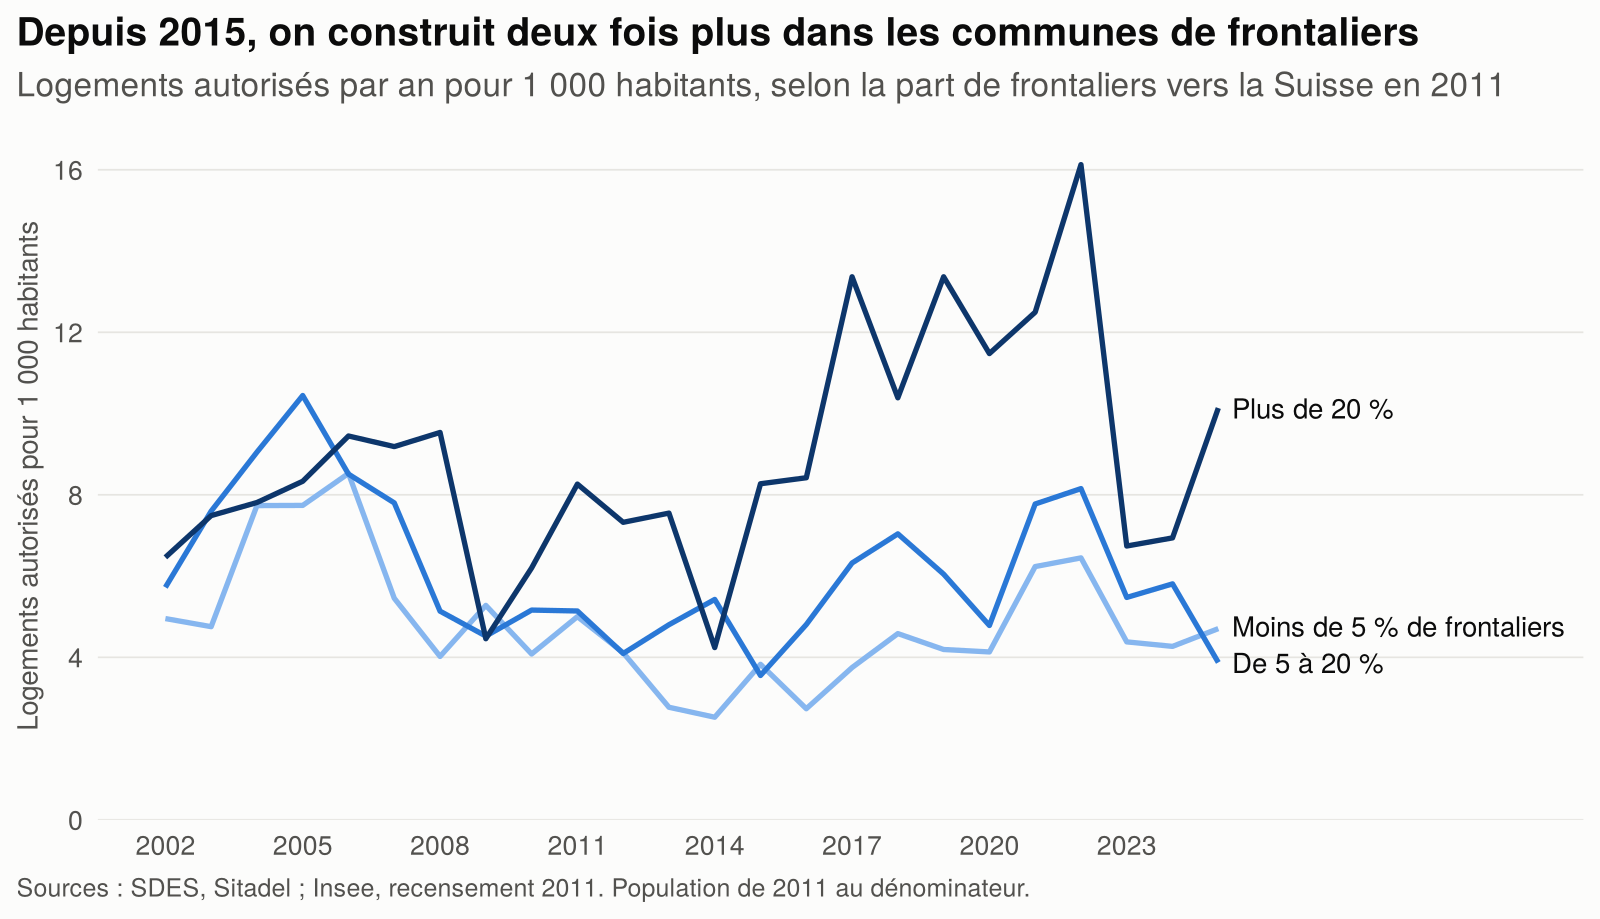 Depuis 2015, on construit deux fois plus dans les communes de frontaliers
Logements autorisés par an pour 1 000 habitants, selon la part de frontaliers vers la Suisse en 2011
Logements autorisés pour 1 000 habitants
16
12
8
4
0
Plus de 20 %
Moins de 5 % de frontaliers
De 5 à 20 %
2002 2005 2008 2011 2014 2017 2020 2023
Sources : SDES, Sitadel ; Insee, recensement 2011. Population de 2011 au dénominateur.